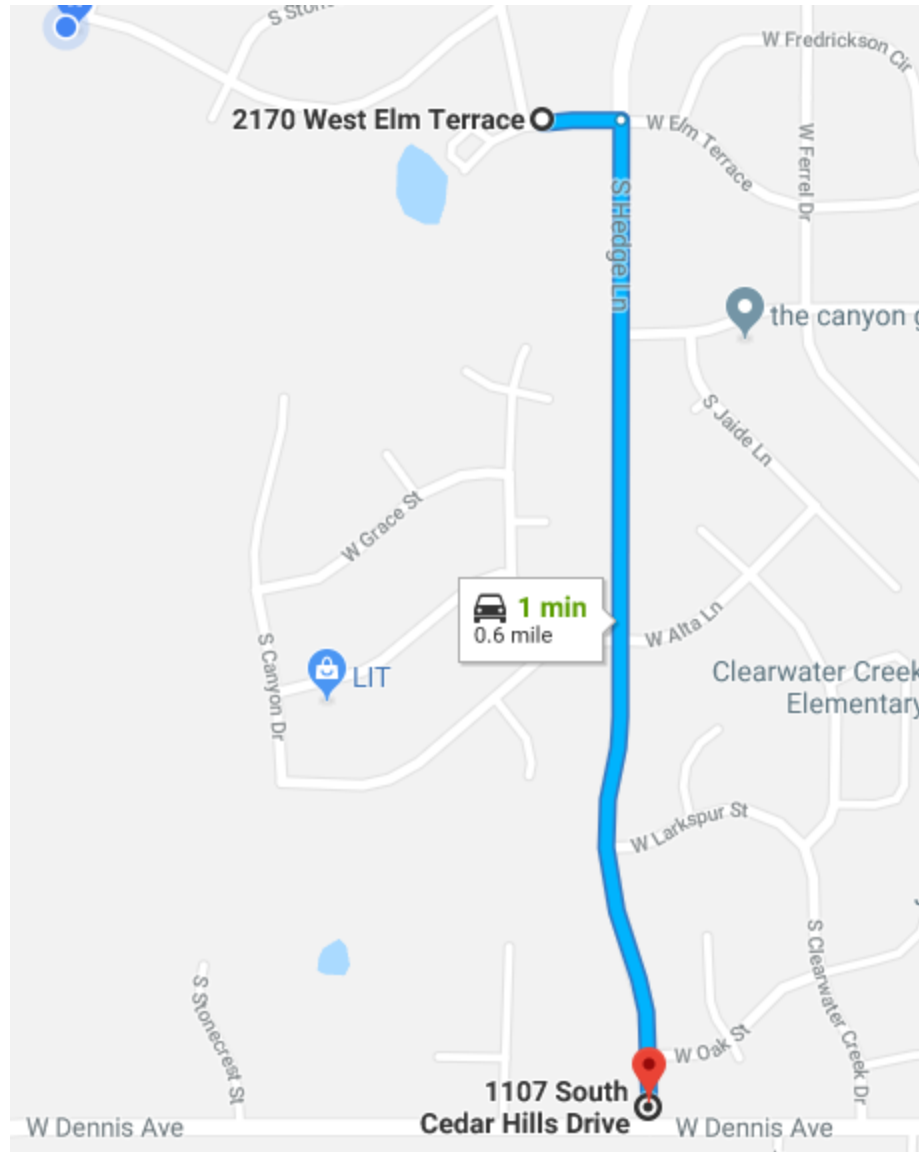 S Ston
W Fredrickson Cir
2170 West Elm Terrace
W Elm Terrace
W Ferrel Dr
S Hedge Ln
the canyon g
S Jaide Ln
W Grace St
1 min
0.6 mile
W Alta Ln
S Canyon Dr
LIT
Clearwater Creek
Elementary
W Larkspur St
S Clearwater Creek Dr
S Stonecrest St
W Oak St
1107 South
Cedar Hills Drive
W Dennis Ave
W Dennis Ave